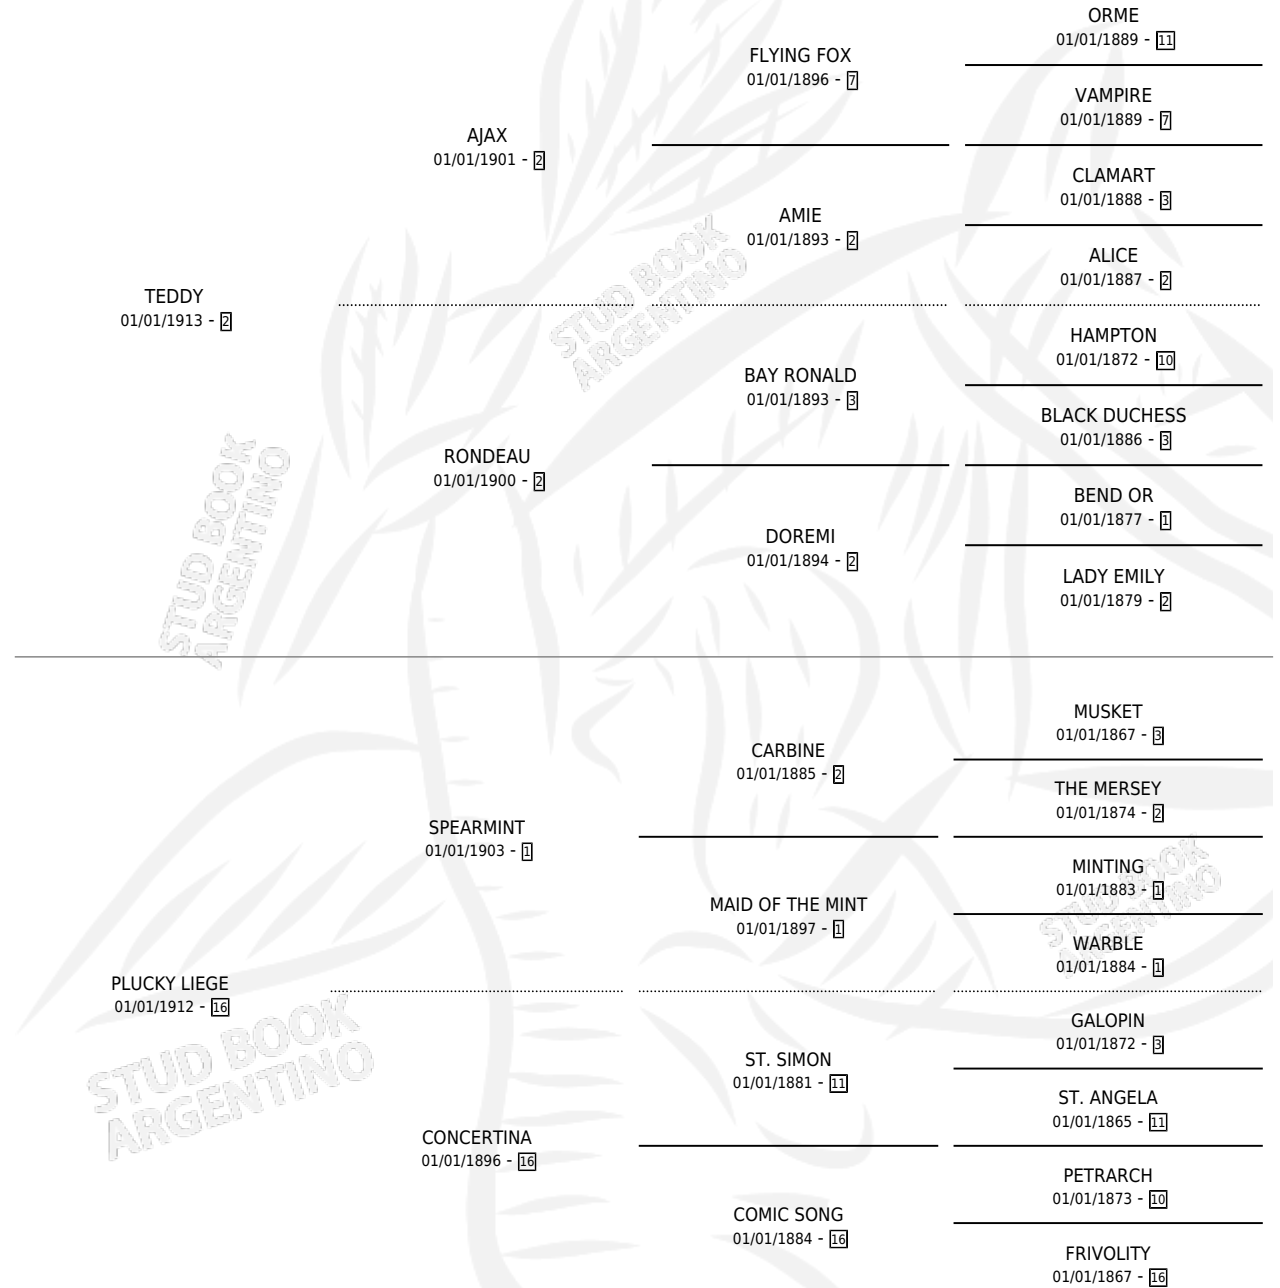 ORME
01/01/1889 - 11
FLYING FOX
01/01/1896 - 7
VAMPIRE
01/01/1889 - 7
AJAX
01/01/1901 - 2
CLAMART
01/01/1888 - 3
AMIE
01/01/1893 - 2
ALICE
01/01/1887 - 2
TEDDY
01/01/1913 - 2
HAMPTON
01/01/1872 - 10
BAY RONALD
01/01/1893 - 3
BLACK DUCHESS
01/01/1886 - 3
RONDEAU
01/01/1900 - 2
BEND OR
01/01/1877 - 1
DOREMI
01/01/1894 - 2
LADY EMILY
01/01/1879 - 2
MUSKET
01/01/1867 - 3
CARBINE
01/01/1885 - 2
THE MERSEY
01/01/1874 - 2
SPEARMINT
01/01/1903 - 1
MINTING
01/01/1883 - 1
MAID OF THE MINT
01/01/1897 - 1
WARBLE
01/01/1884 - 1
PLUCKY LIEGE
01/01/1912 - 16
GALOPIN
01/01/1872 - 3
ST. SIMON
01/01/1881 - 11
ST. ANGELA
01/01/1865 - 11
CONCERTINA
01/01/1896 - 16
PETRARCH
01/01/1873 - 10
COMIC SONG
01/01/1884 - 16
FRIVOLITY
01/01/1867 - 16
STUD BOOK
ARGENTINO
STUD BOOK
ARGENTINO
STUD BOOK
ARGENTINO
STUD BOOK
ARGENTINO